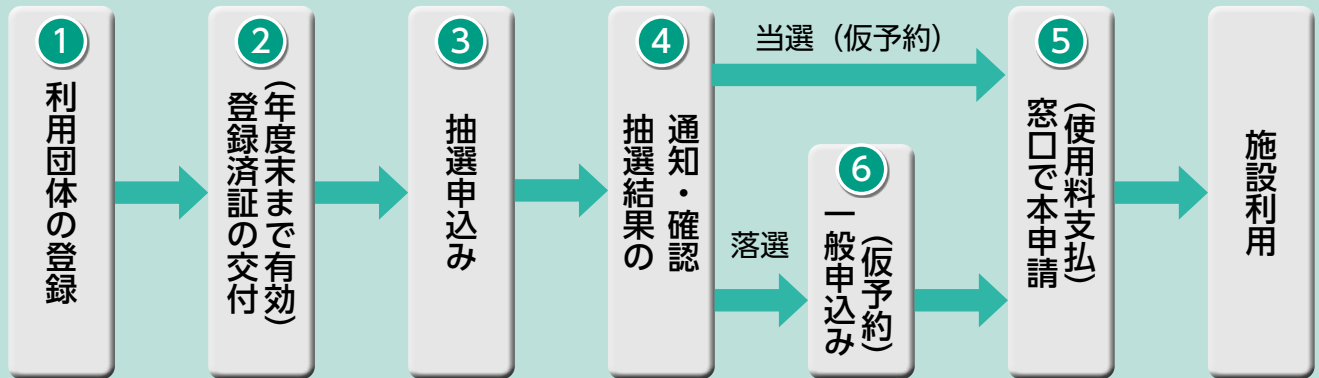 1
利用団体の登録
2
登録済証の交付
（年度末まで有効）
3
抽選申込み
4
抽選結果の
通知・確認
当選（仮予約）
落選
6
一般申込み
（仮予約）
5
窓口で本申請
（使用料支払）
施設利用